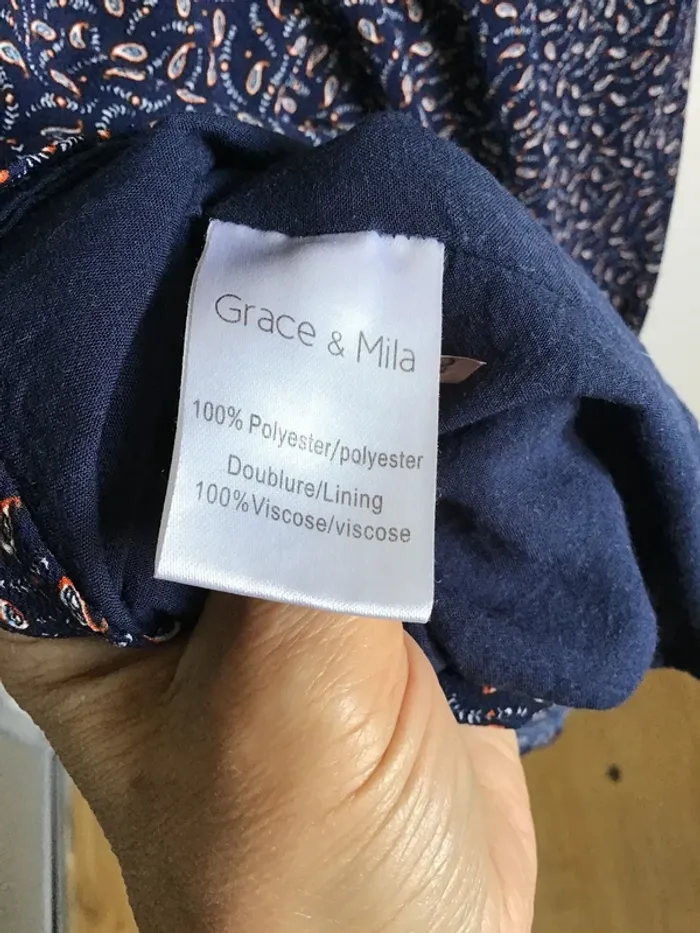 Grace & Mila
100% Polyester/polyester
Doublure/Lining
100%Viscose/viscose